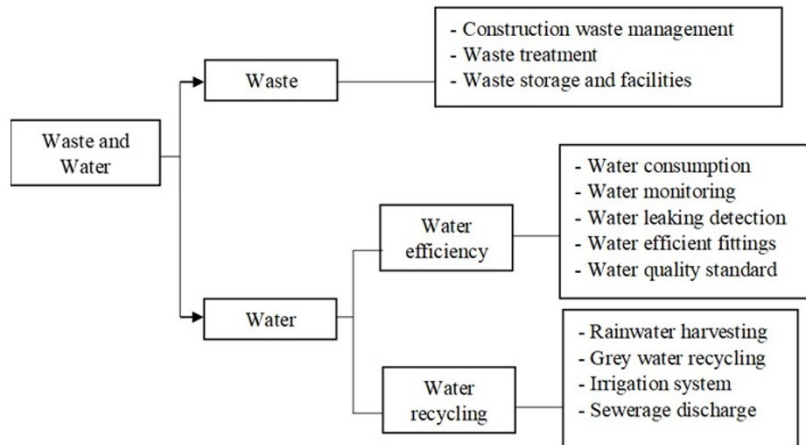 - Construction waste management
- Waste treatment
- Waste storage and facilities
Waste
Waste and
Water
- Water consumption
- Water monitoring
- Water leaking detection
- Water efficient fittings
- Water quality standard
Water
efficiency
Water
- Rainwater harvesting
- Grey water recycling
- Irrigation system
- Sewerage discharge
Water
recycling